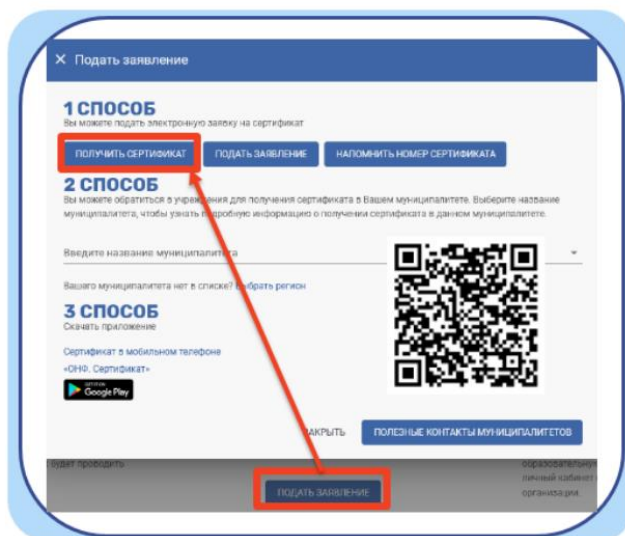 Подать заявление
1 СПОСОБ
Вы можете подать электронную заявку на сертификат
ПОЛУЧИТЬ СЕРТИФИКАТ ПОДАТЬ ЗАЯВЛЕНИЕ НАПОМНИТЬ НОМЕР СЕРТИФИКАТА
2 СПОСОБ
Вы можете обратиться в учреждения для получения сертификата в Вашем муниципалитете. Выберите название
муниципалитета, чтобы узнать подробную информацию о получении сертификата в данном муниципалитете.
Введите название муниципалитета
Вашего муниципалитета нет в списке? Выбрать регион
3 СПОСОБ
Скачать приложение
Сертификат в мобильном телефоне
«ОНФ. Сертификат»
Google Play
ЗАКРЫТЬ ПОЛЕЗНЫЕ КОНТАКТЫ МУНИЦИПАЛИТЕТОВ
будет проводить
ПОДАТЬ ЗАЯВЛЕНИЕ
личный кабинет
организации.